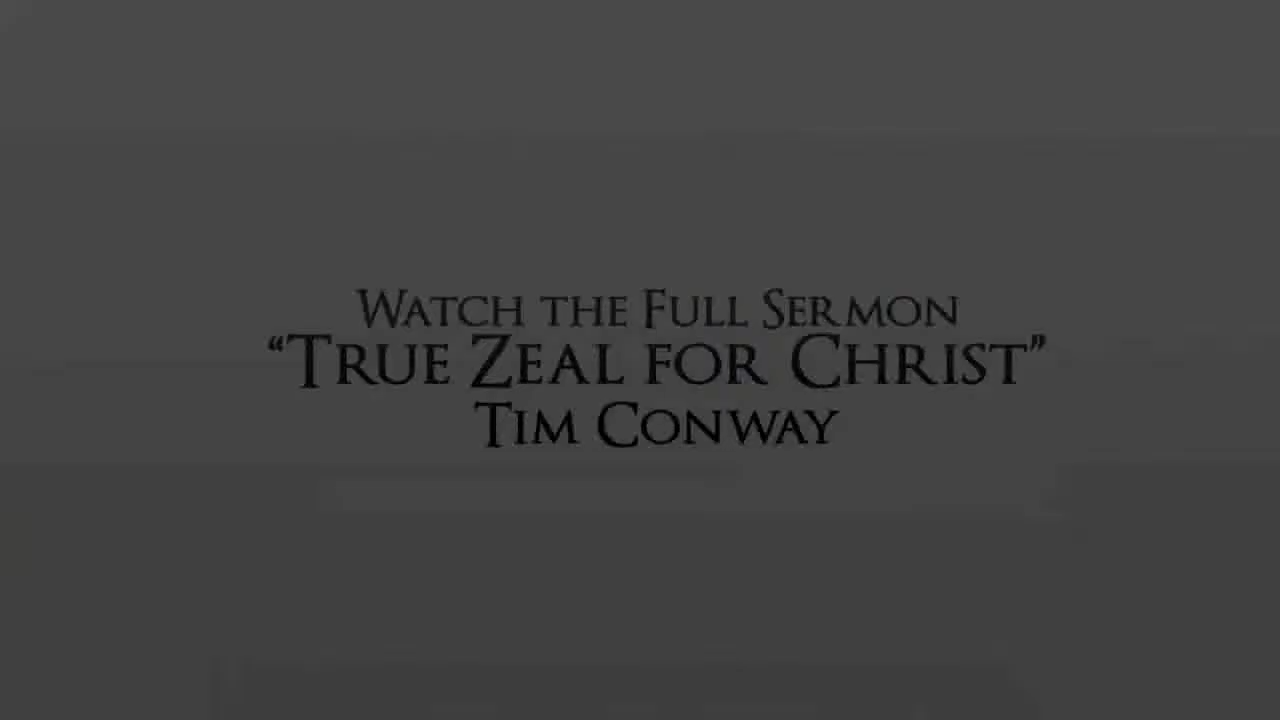 Watch the Full Sermon
“True Zeal for Christ”
Tim Conway